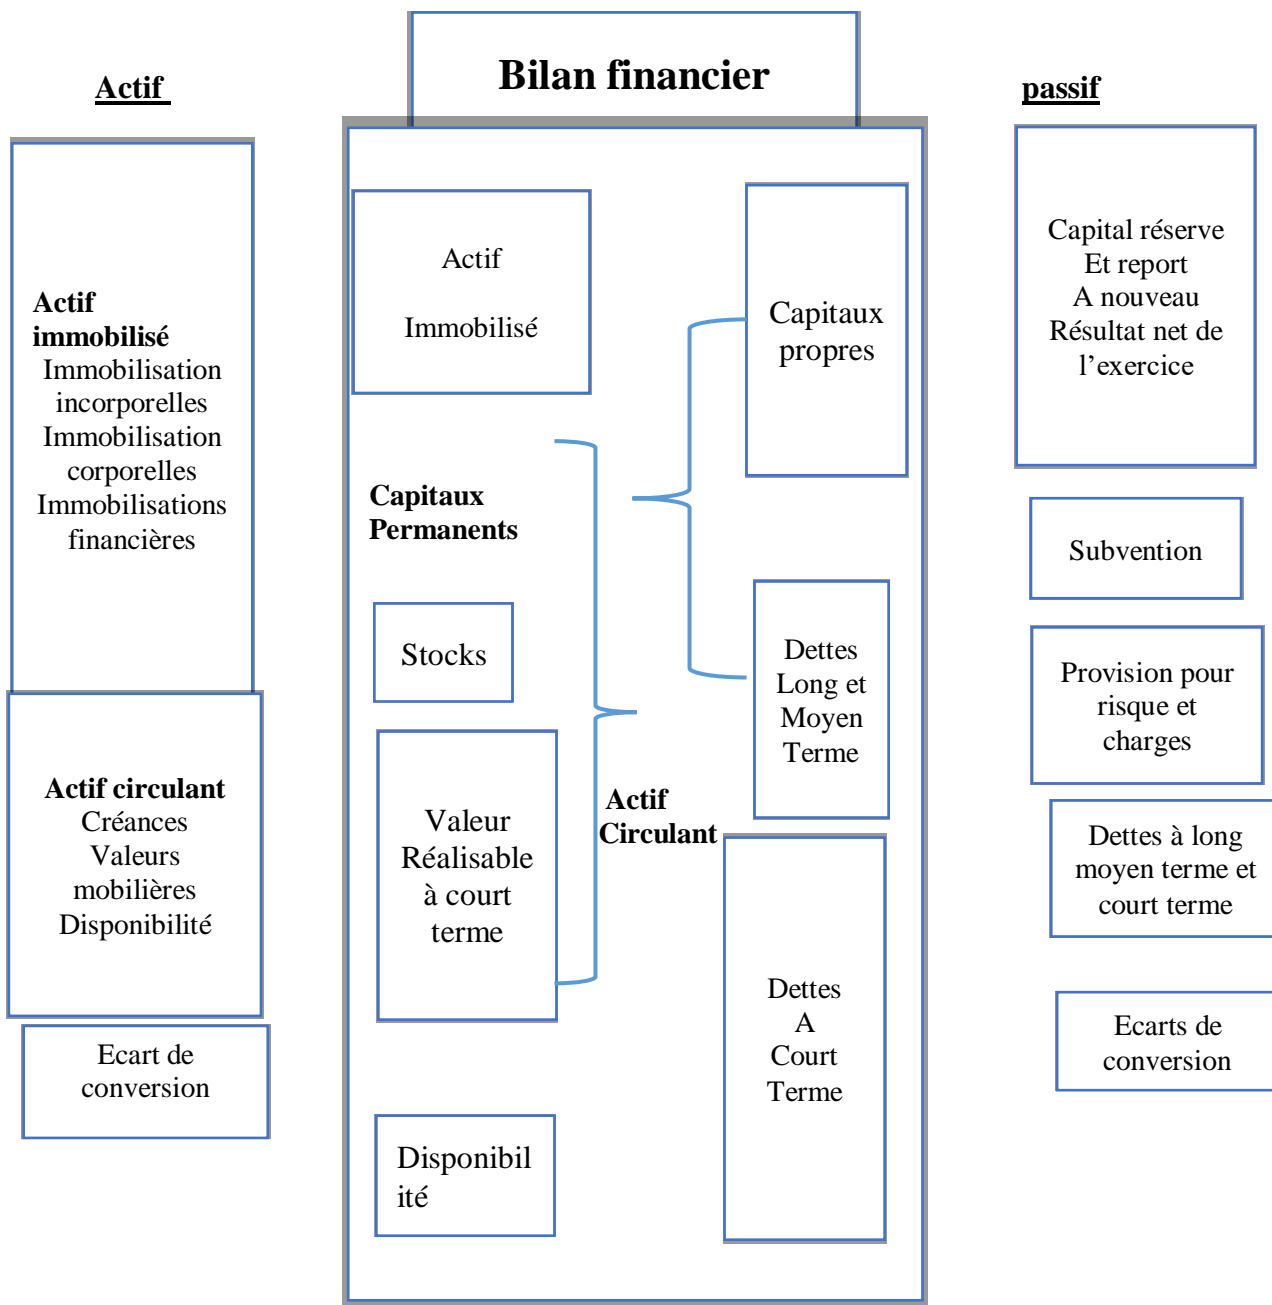 Bilan financier
Actif
passif
Actif
immobilisé
Immobilisation
incorporelles
Immobilisation
corporelles
Immobilisations
financières
Actif circulant
Créances
Valeurs
mobilières
Disponibilité
Ecart de
conversion
Actif
Immobilisé
Capitaux
Permanents
Stocks
Valeur
Réalisable
à court
terme
Disponibil
ité
Actif
Circulant
Capitaux
propres
Dettes
Long et
Moyen
Terme
Dettes
A
Court
Terme
Capital réserve
Et report
A nouveau
Résultat net de
l’exercice
Subvention
Provision pour
risque et
charges
Dettes à long
moyen terme et
court terme
Ecarts de
conversion